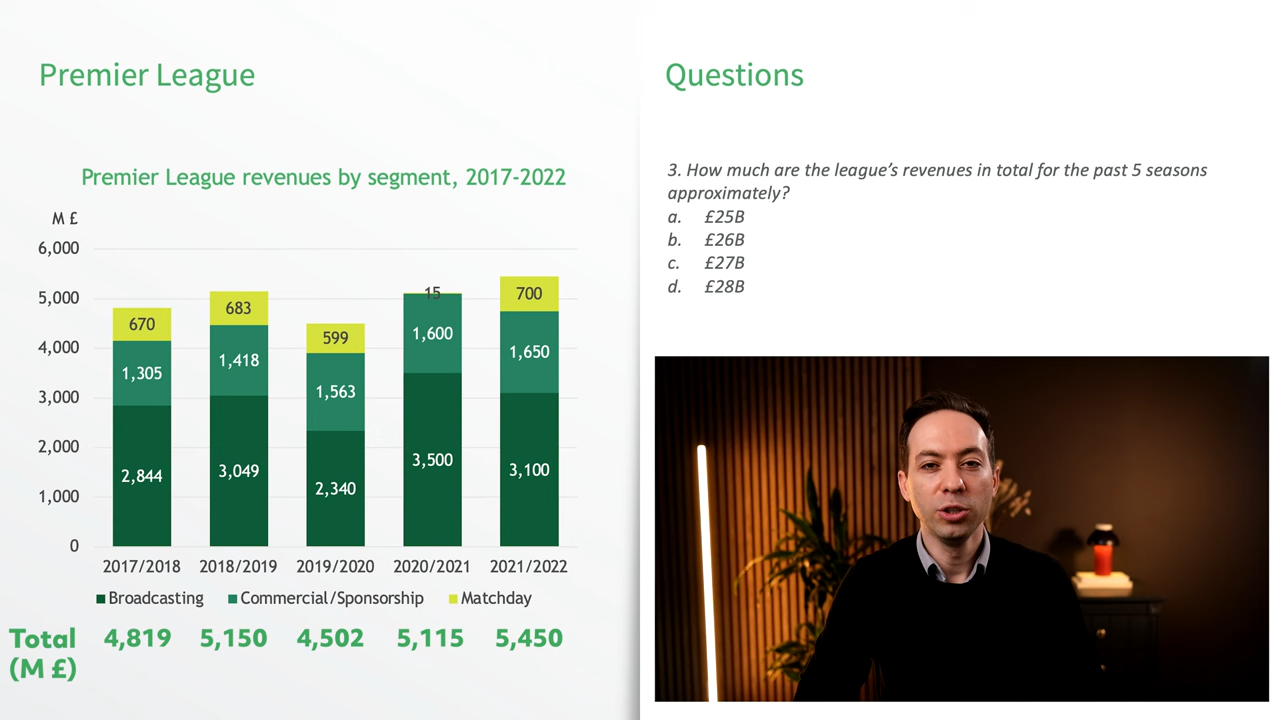 Premier League
Premier League revenues by segment, 2017-2022
M £
6,000
5,000
4,000
3,000
2,000
1,000
0
670
1,305
2,844
683
1,418
3,049
599
1,563
2,340
15
1,600
3,500
700
1,650
3,100
2017/2018 2018/2019 2019/2020 2020/2021 2021/2022
Broadcasting Commercial/Sponsorship Matchday
Total 4,819 5,150 4,502 5,115 5,450
(M £)
Questions
3. How much are the league’s revenues in total for the past 5 seasons
approximately?
a. £25B
b. £26B
c. £27B
d. £28B